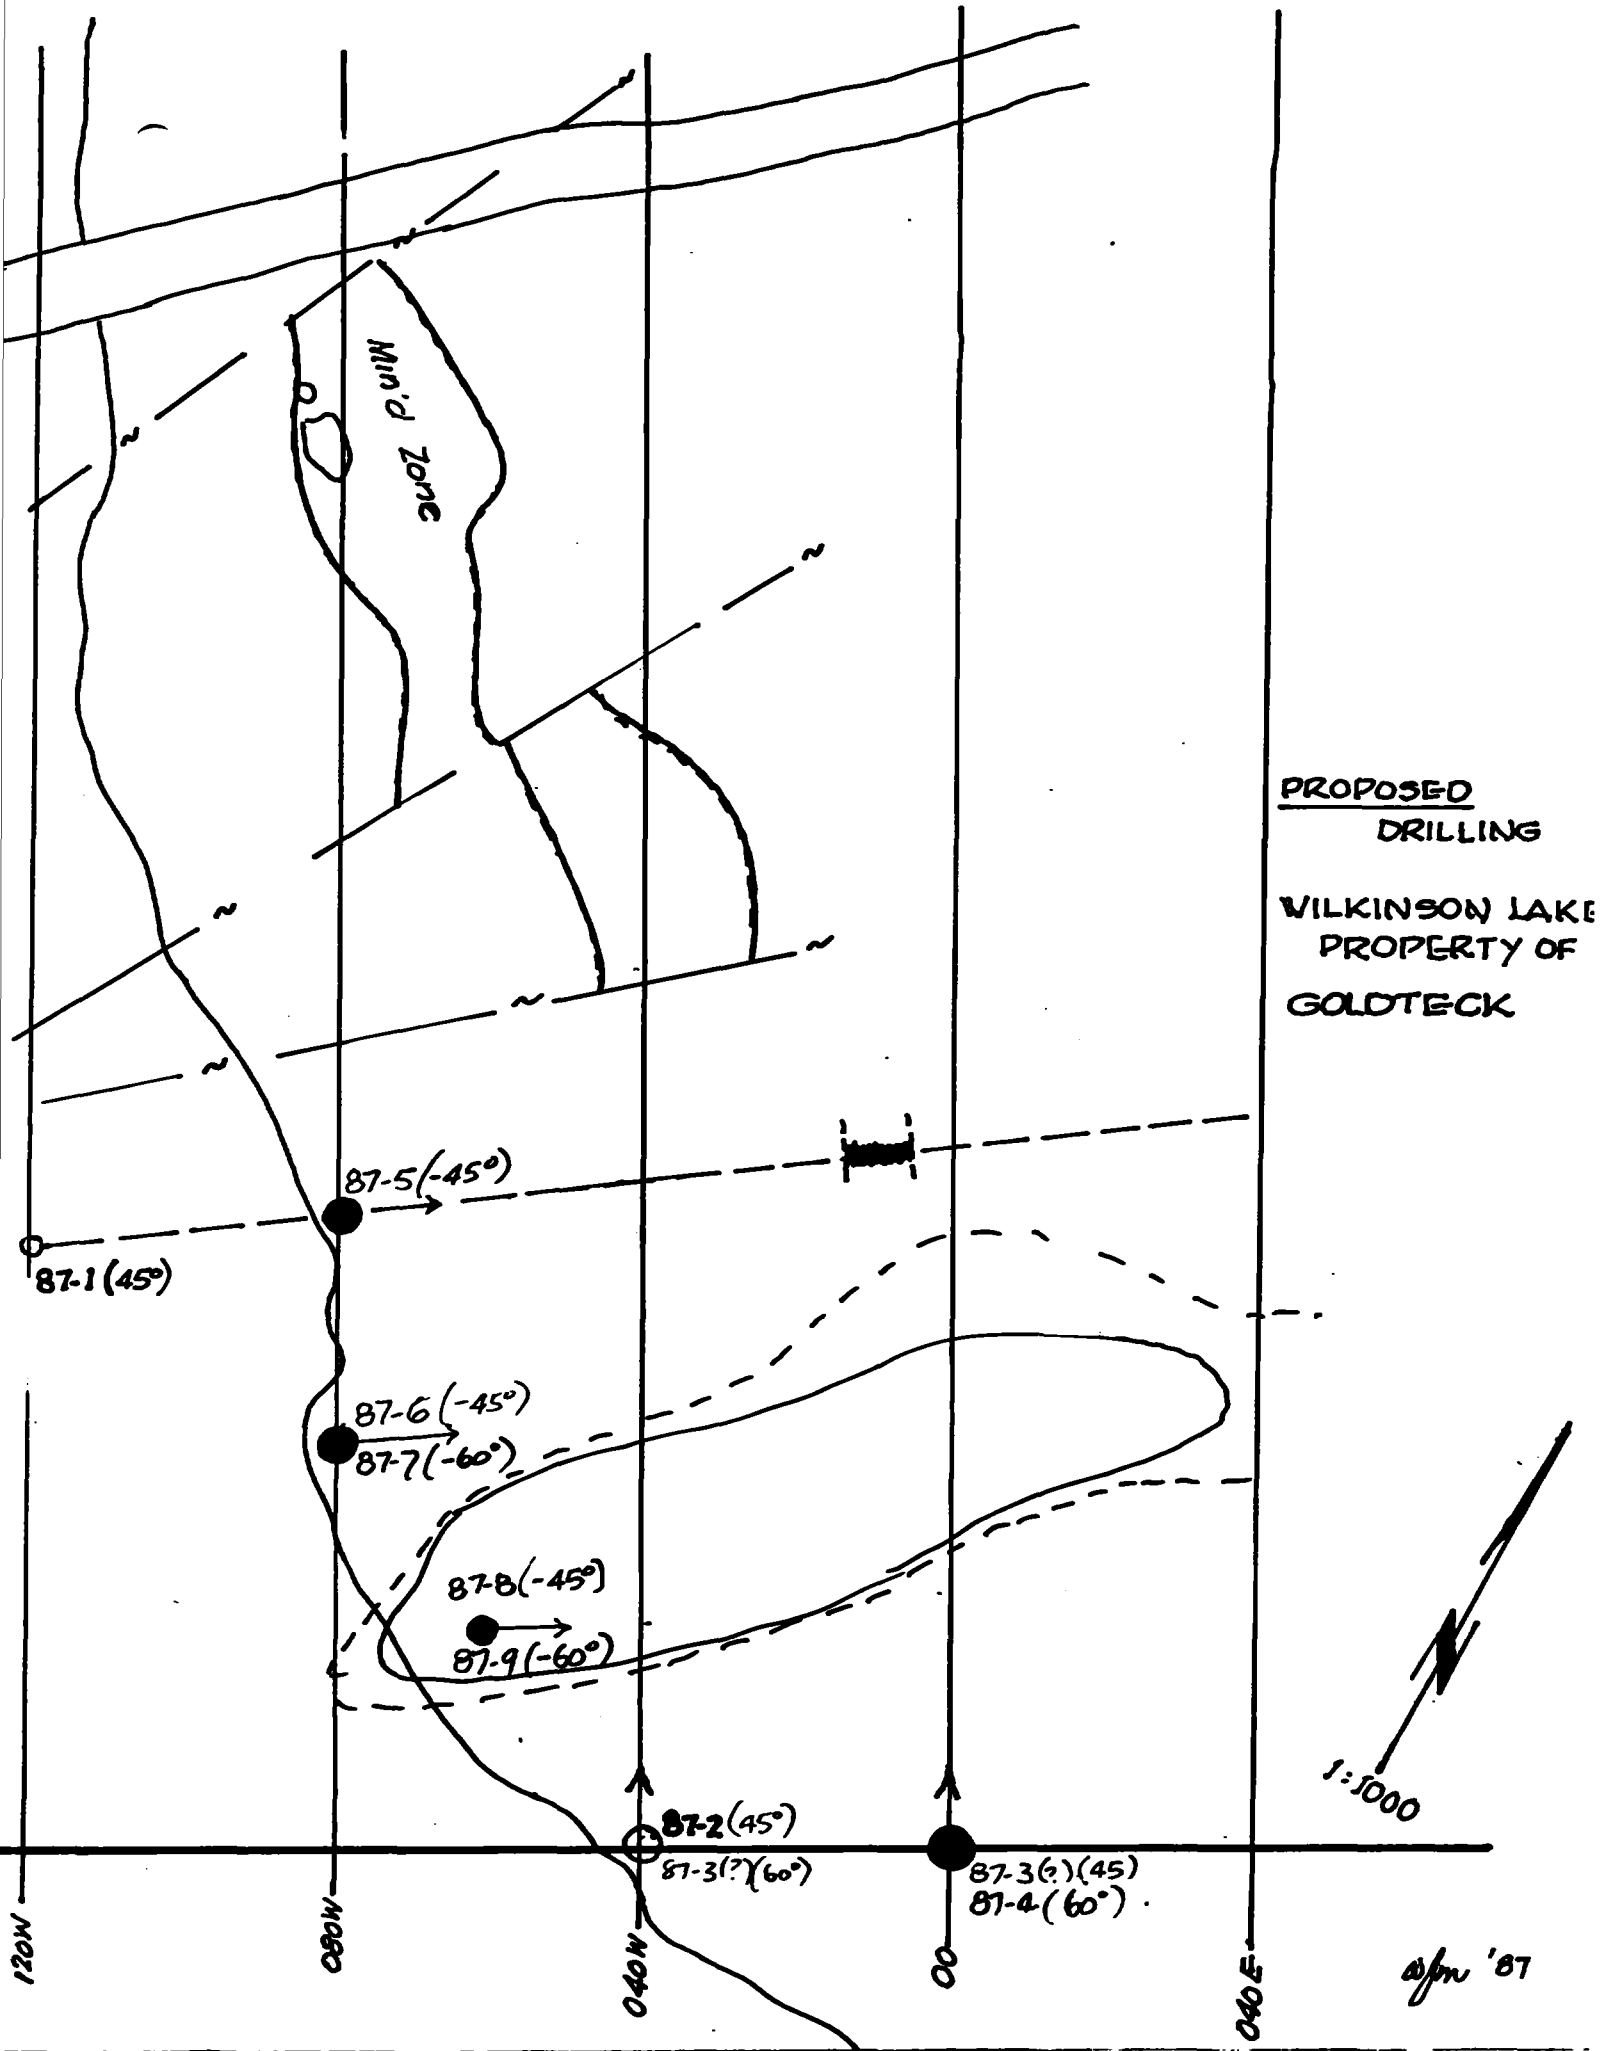 Min'd Zone
PROPOSED
DRILLING
WILKINSON LAKE
PROPERTY OF
GOLDTECK
87-5 (-45°)
87-1 (45°)
87-6 (-45°)
87-7 (-60°)
87-8 (-45°)
87-9 (-60°)
1:1000
87-2 (45°)
87-3(?)(60°)
87-3(?)(45)
87-4 (60°)
120W
080W
040W
00
040E
'87